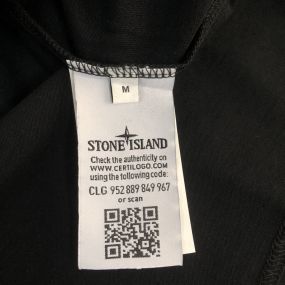 M
STONE ISLAND
Check the authenticity on
WWW.CERTILOGO.COM
using the following code:
CLG 952 889 849 967
or scan